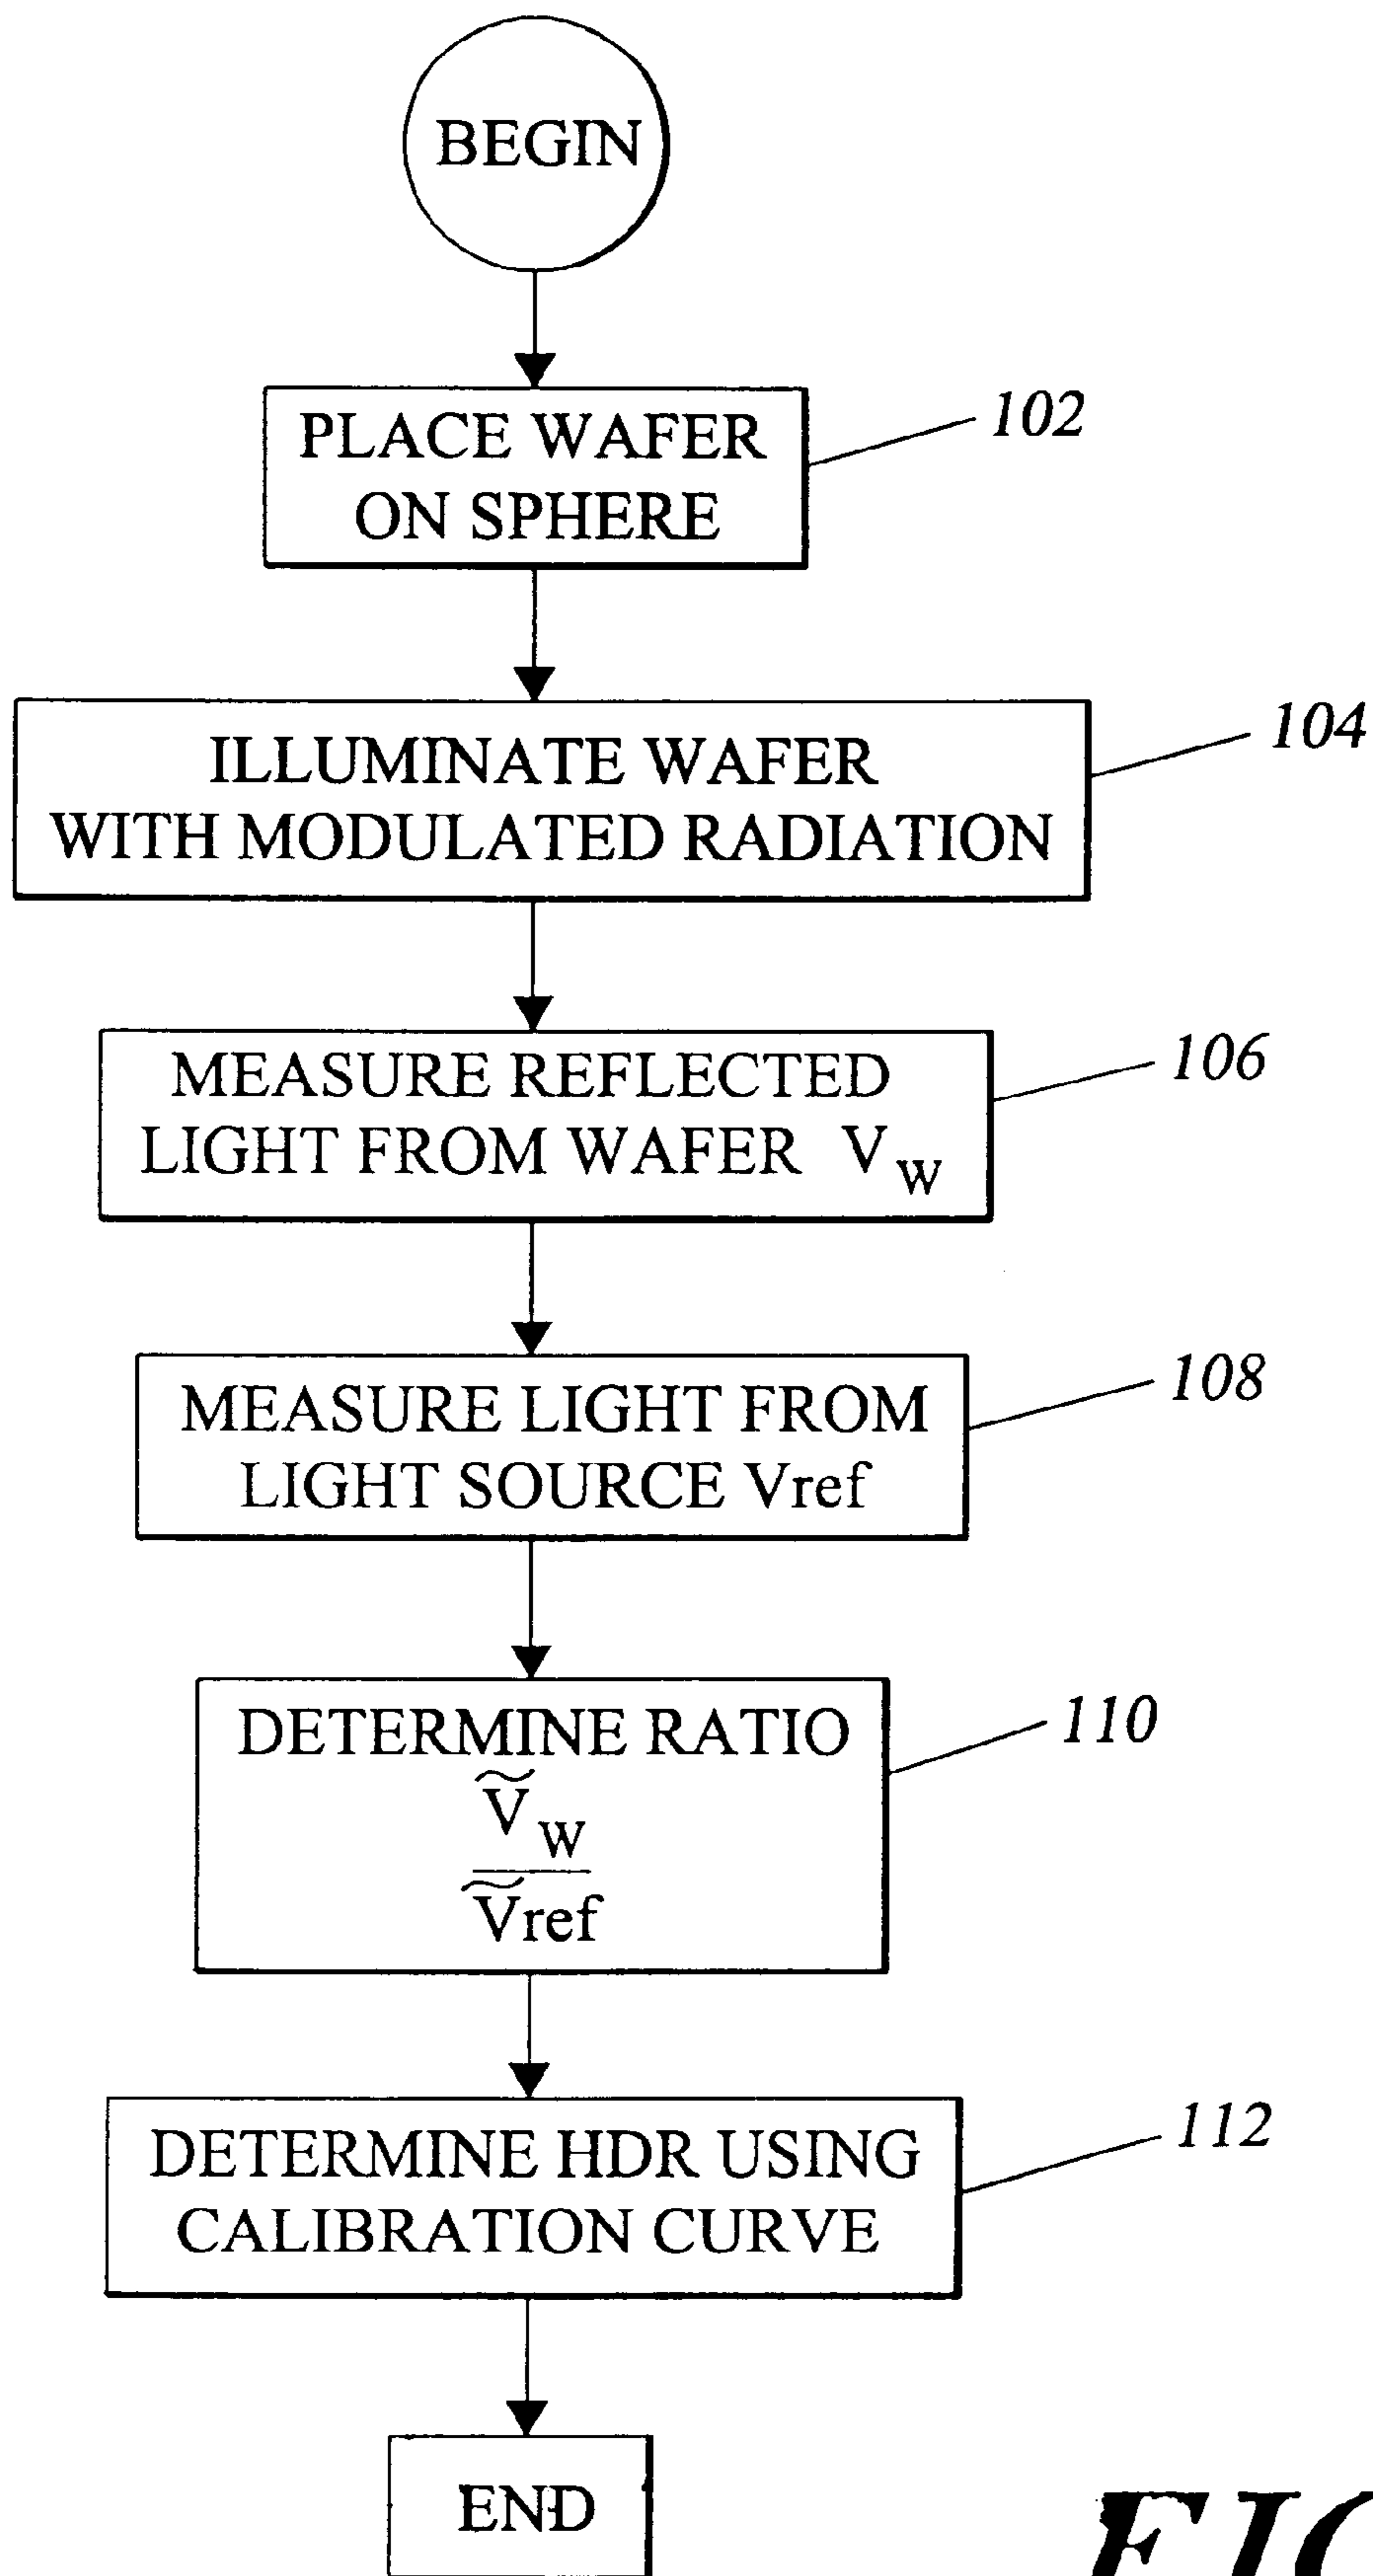 BEGIN
PLACE WAFER
ON SPHERE
102
ILLUMINATE WAFER
WITH MODULATED RADIATION
104
MEASURE REFLECTED
LIGHT FROM WAFER V_W
106
MEASURE LIGHT FROM
LIGHT SOURCE Vref
108
DETERMINE RATIO
Ṽ_W
Ṽref
110
DETERMINE HDR USING
CALIBRATION CURVE
112
END